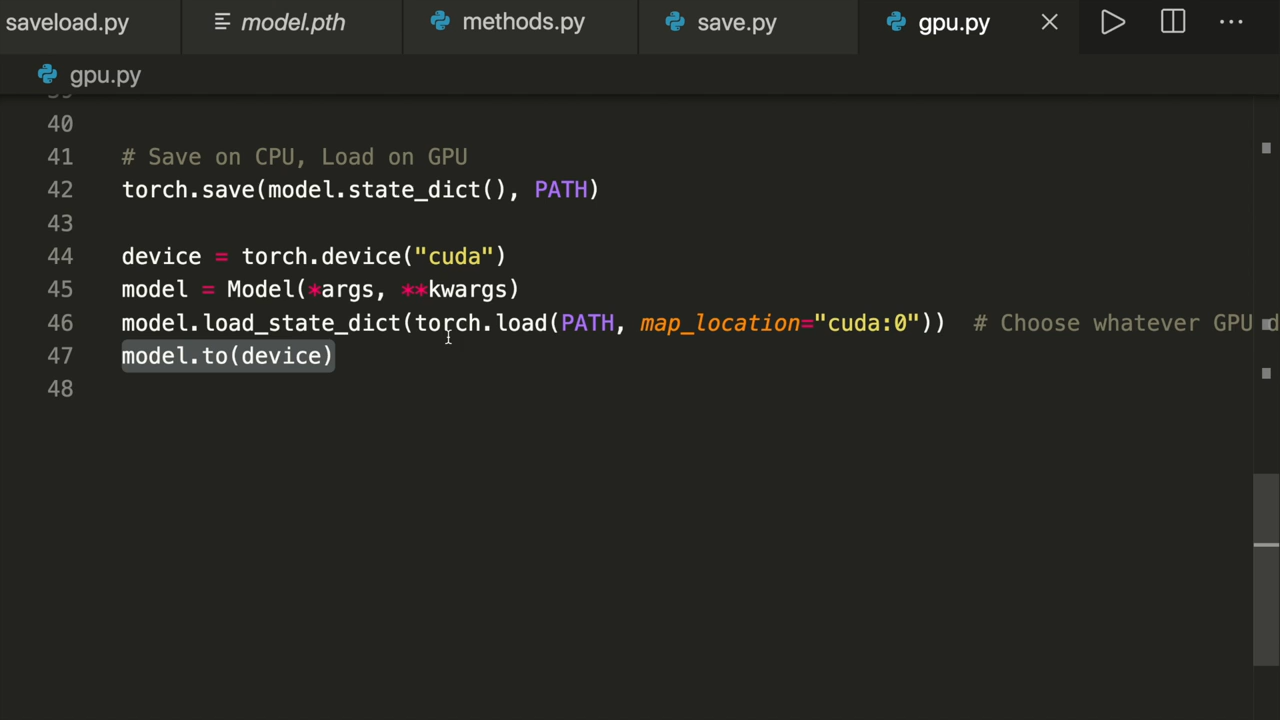 saveload.py model.pth methods.py save.py gpu.py
gpu.py
40
41 # Save on CPU, Load on GPU
42 torch.save(model.state_dict(), PATH)
43
44 device = torch.device("cuda")
45 model = Model(*args, **kwargs)
46 model.load_state_dict(torch.load(PATH, map_location="cuda:0")) # Choose whatever GPU
47 model.to(device)
48